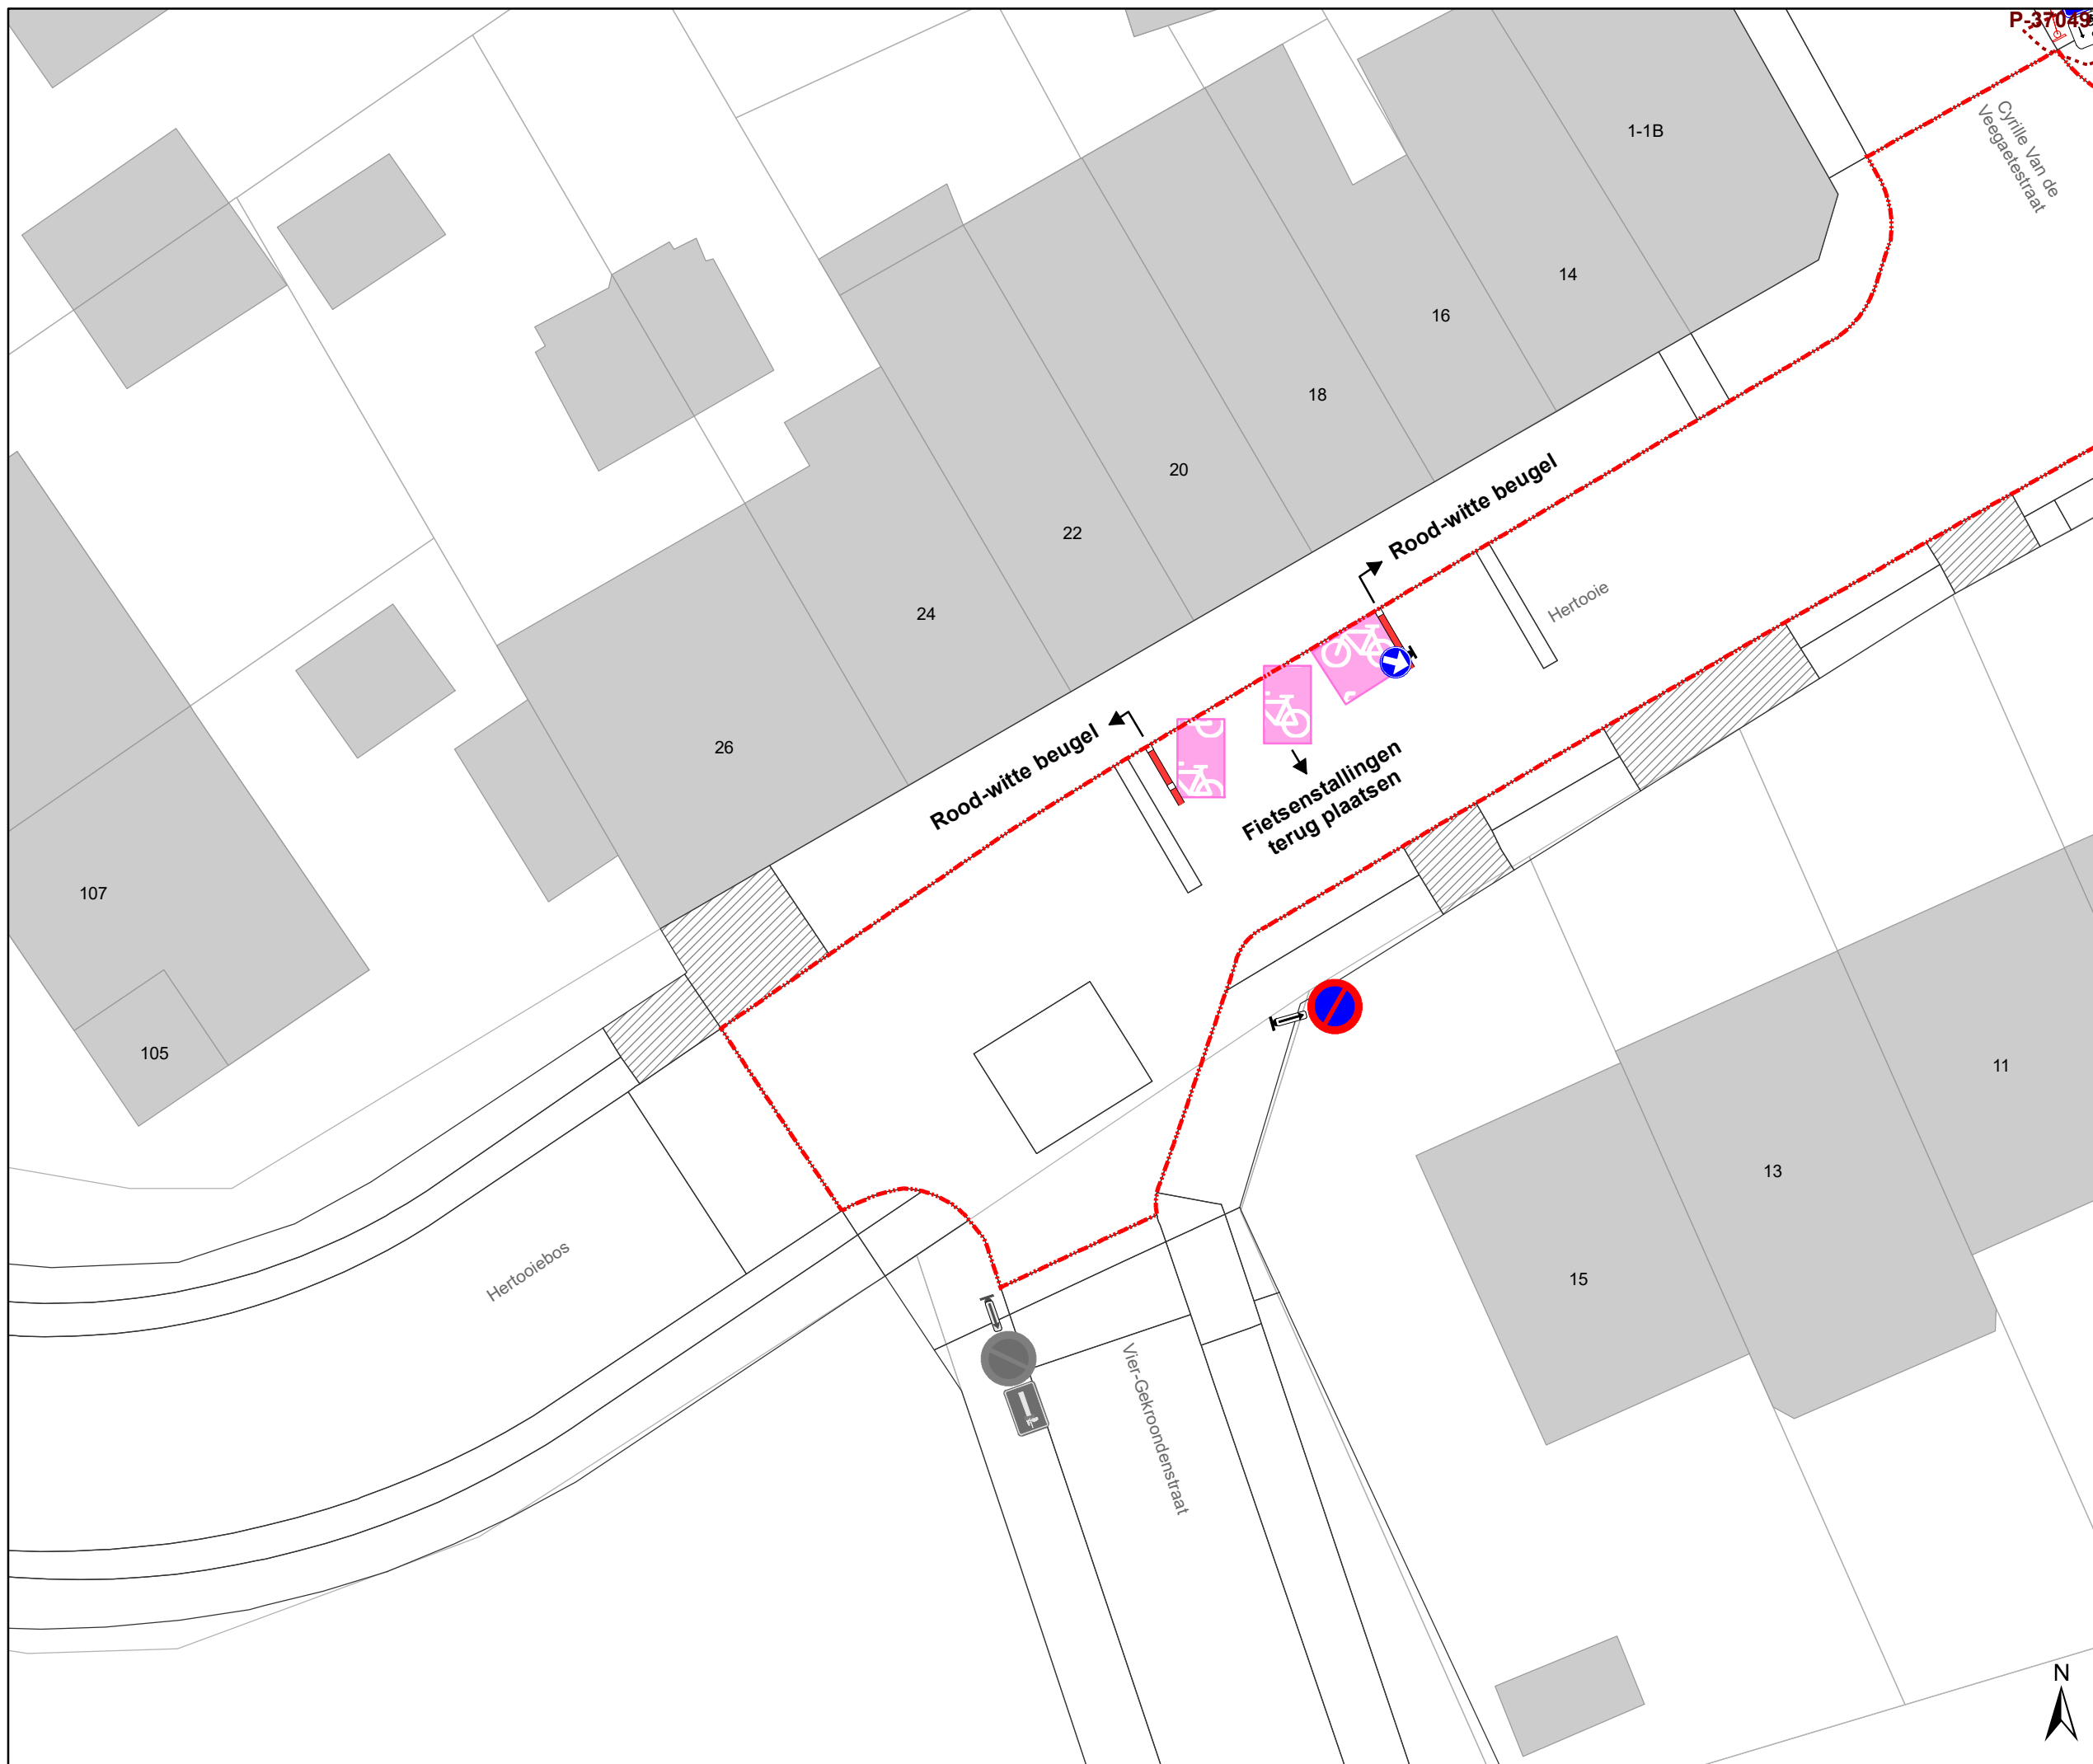 P-37049
Cyrille Van de
Veegaetestraat
1-1B
14
16
18
20
22
24
26
Rood-witte beugel
Hertooie
Rood-witte beugel
Fietsenstallingen
terug plaatsen
107
105
11
13
15
Hertooiebos
Vier-Gekroondenstraat
N